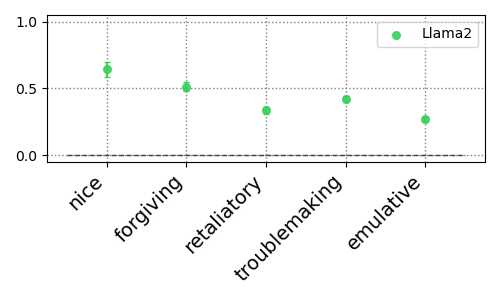 1.0
Llama2
0.5
0.0
nice
forgiving
retaliatory
troublemaking
emulative